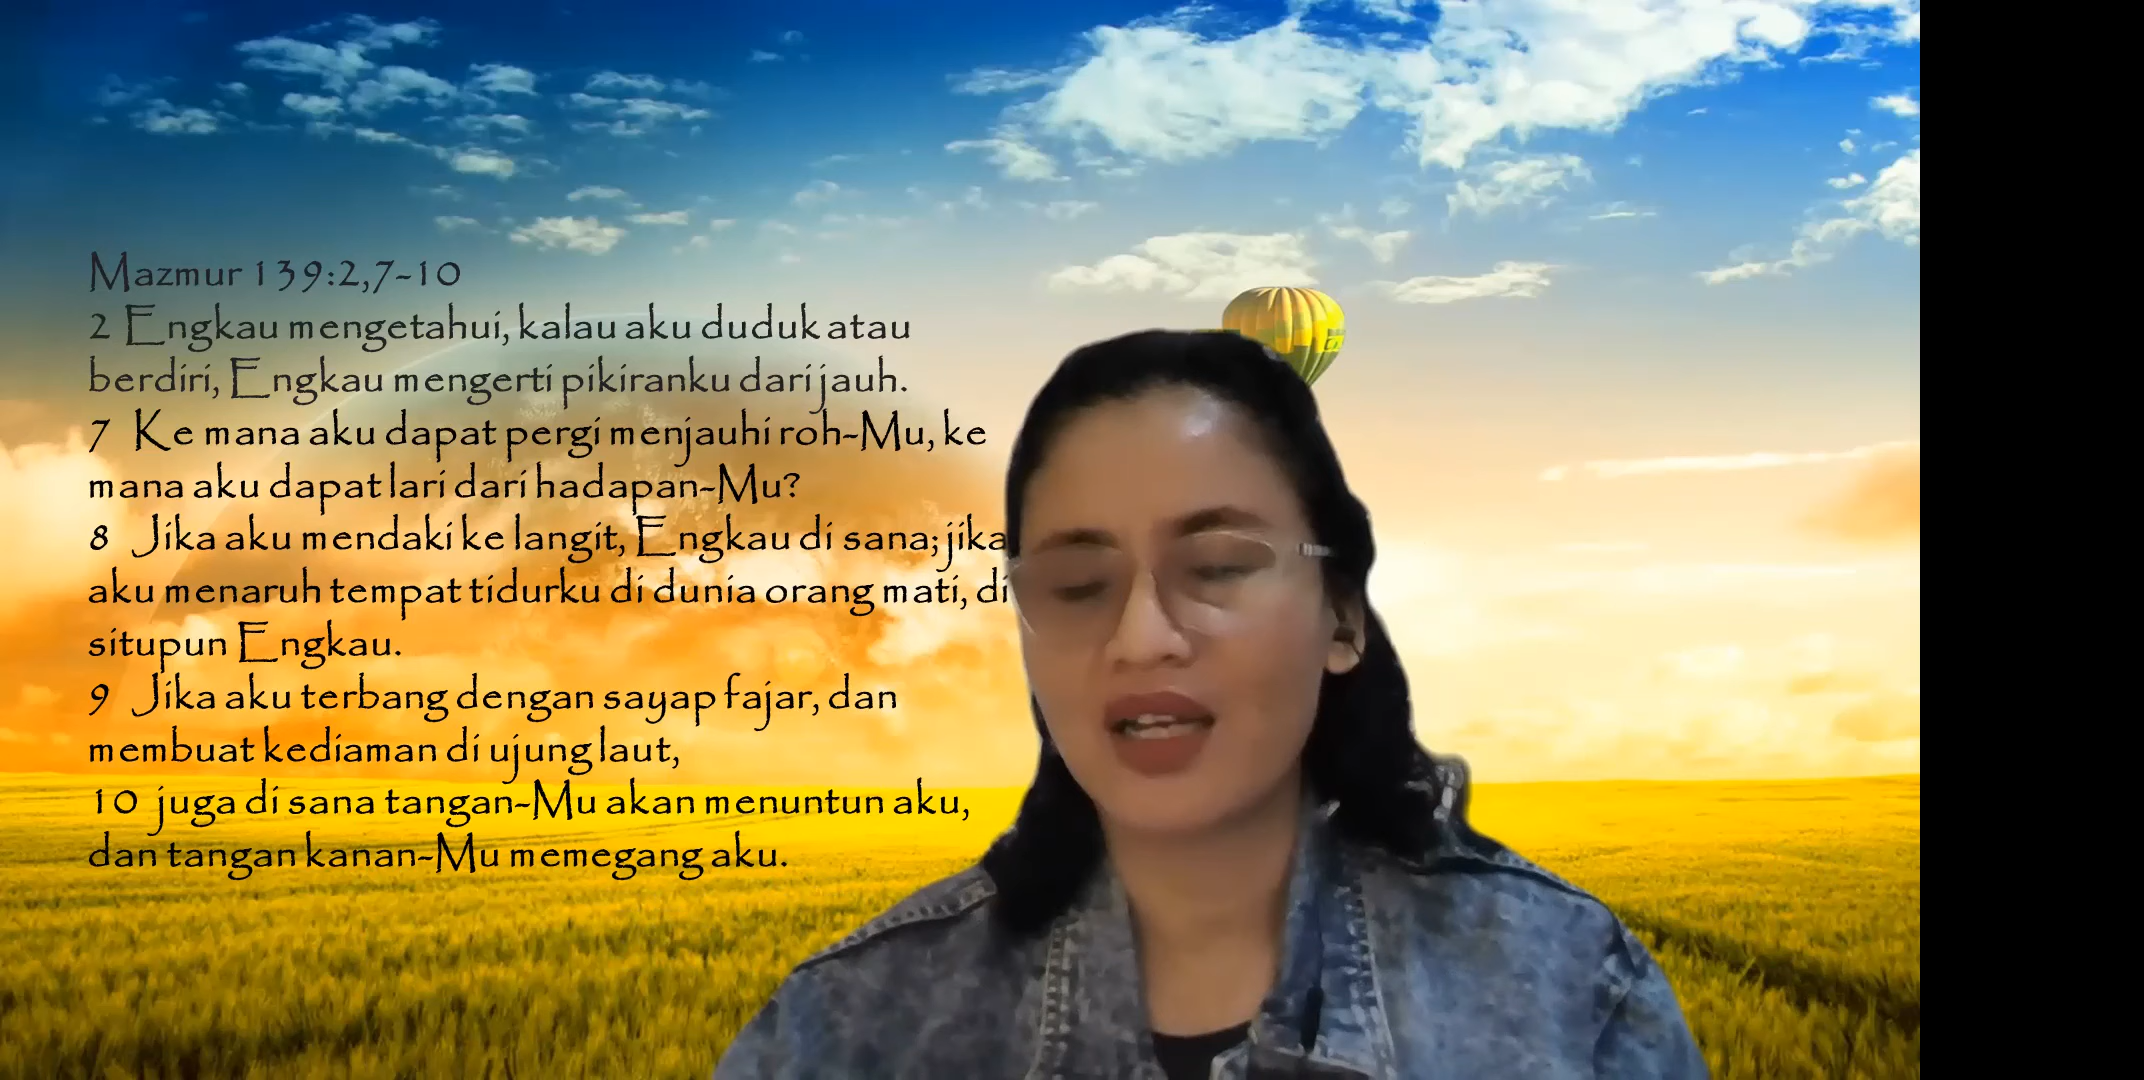 Mazmur 139:2,7-10
2 Engkau mengetahui, kalau aku duduk atau
berdiri, Engkau mengerti pikiranku dari jauh.
7 Ke mana aku dapat pergi menjauhi roh-Mu, ke
mana aku dapat lari dari hadapan-Mu?
8 Jika aku mendaki ke langit, Engkau di sana; jika
aku menaruh tempat tidurku di dunia orang mati, di
situpun Engkau.
9 Jika aku terbang dengan sayap fajar, dan
membuat kediaman di ujung laut,
10 juga di sana tangan-Mu akan menuntun aku,
dan tangan kanan-Mu memegang aku.